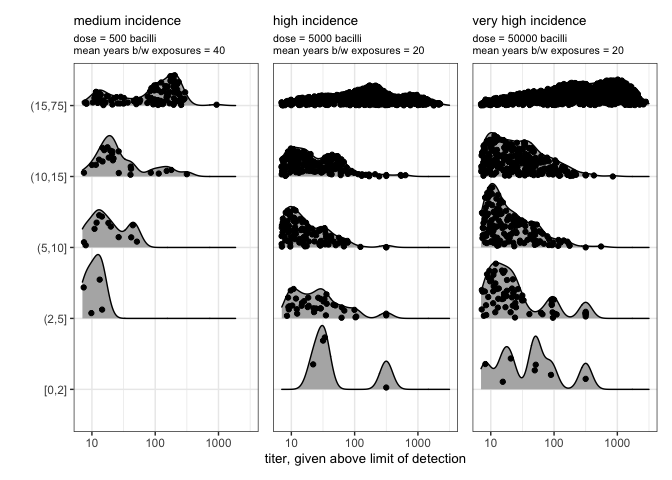 medium incidence
dose = 500 bacilli
mean years b/w exposures = 40
high incidence
dose = 5000 bacilli
mean years b/w exposures = 20
very high incidence
dose = 50000 bacilli
mean years b/w exposures = 20
(15,75]
(10,15]
(5,10]
(2,5]
[0,2]
10 100 1000
10 100 1000
10 100 1000
titer, given above limit of detection